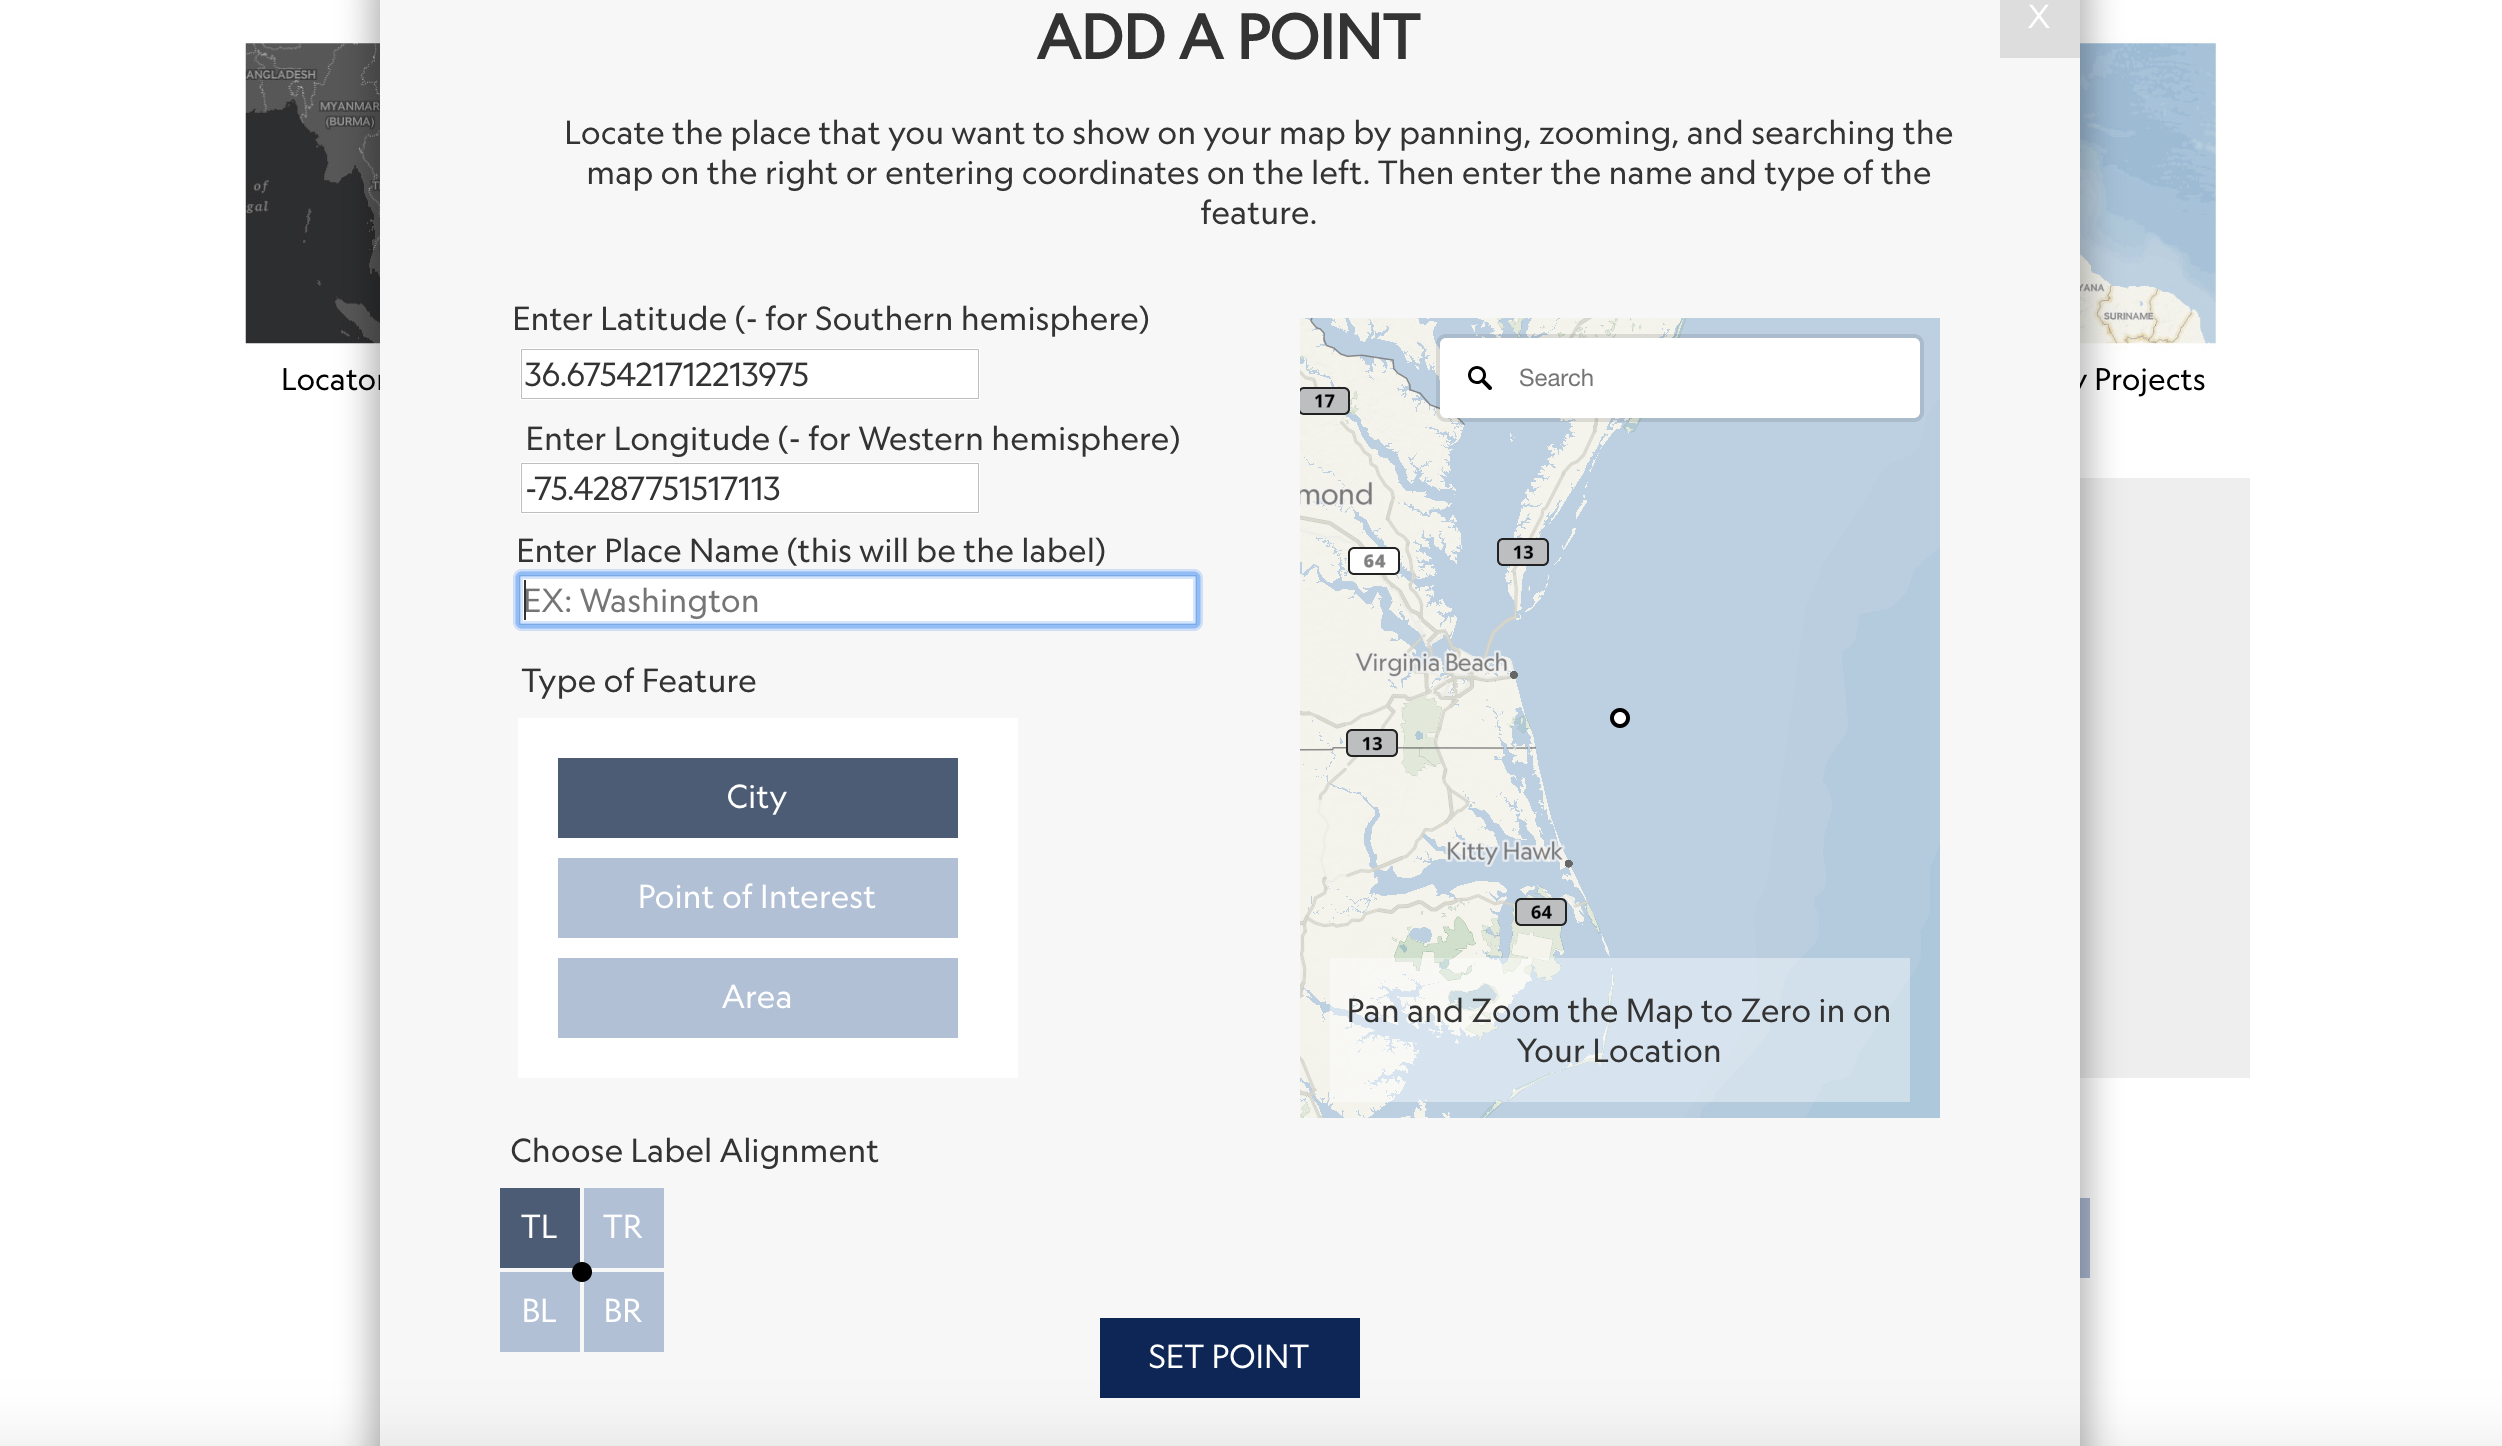 ADD A POINT
X
Locate the place that you want to show on your map by panning, zooming, and searching the
map on the right or entering coordinates on the left. Then enter the name and type of the
feature.
ANGLADESH
MYANMAR
(BURMA)
of
gal
Locator
YANA
SURINAME
y Projects
Enter Latitude (- for Southern hemisphere)
36.675421712213975
Enter Longitude (- for Western hemisphere)
-75.4287751517113
Enter Place Name (this will be the label)
EX: Washington
Type of Feature
City
Point of Interest
Area
Choose Label Alignment
TL TR
BL BR
Search
17
mond
64
13
Virginia Beach
13
Kitty Hawk
64
Pan and Zoom the Map to Zero in on
Your Location
SET POINT